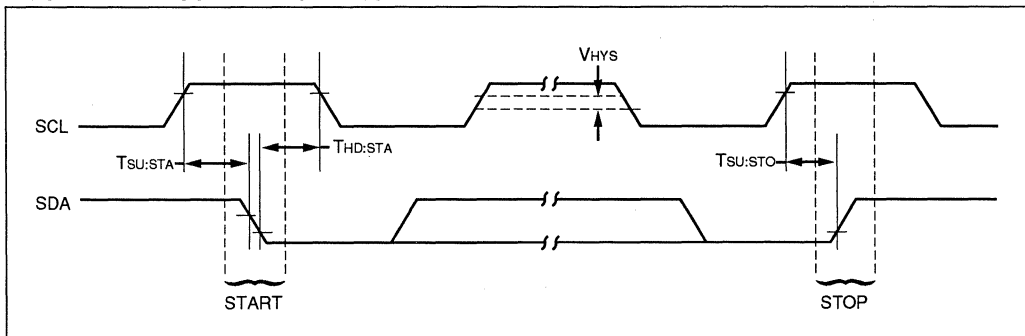 VHYS
SCL
THD:STA
TSU:STA
TSU:STO
SDA
START
STOP